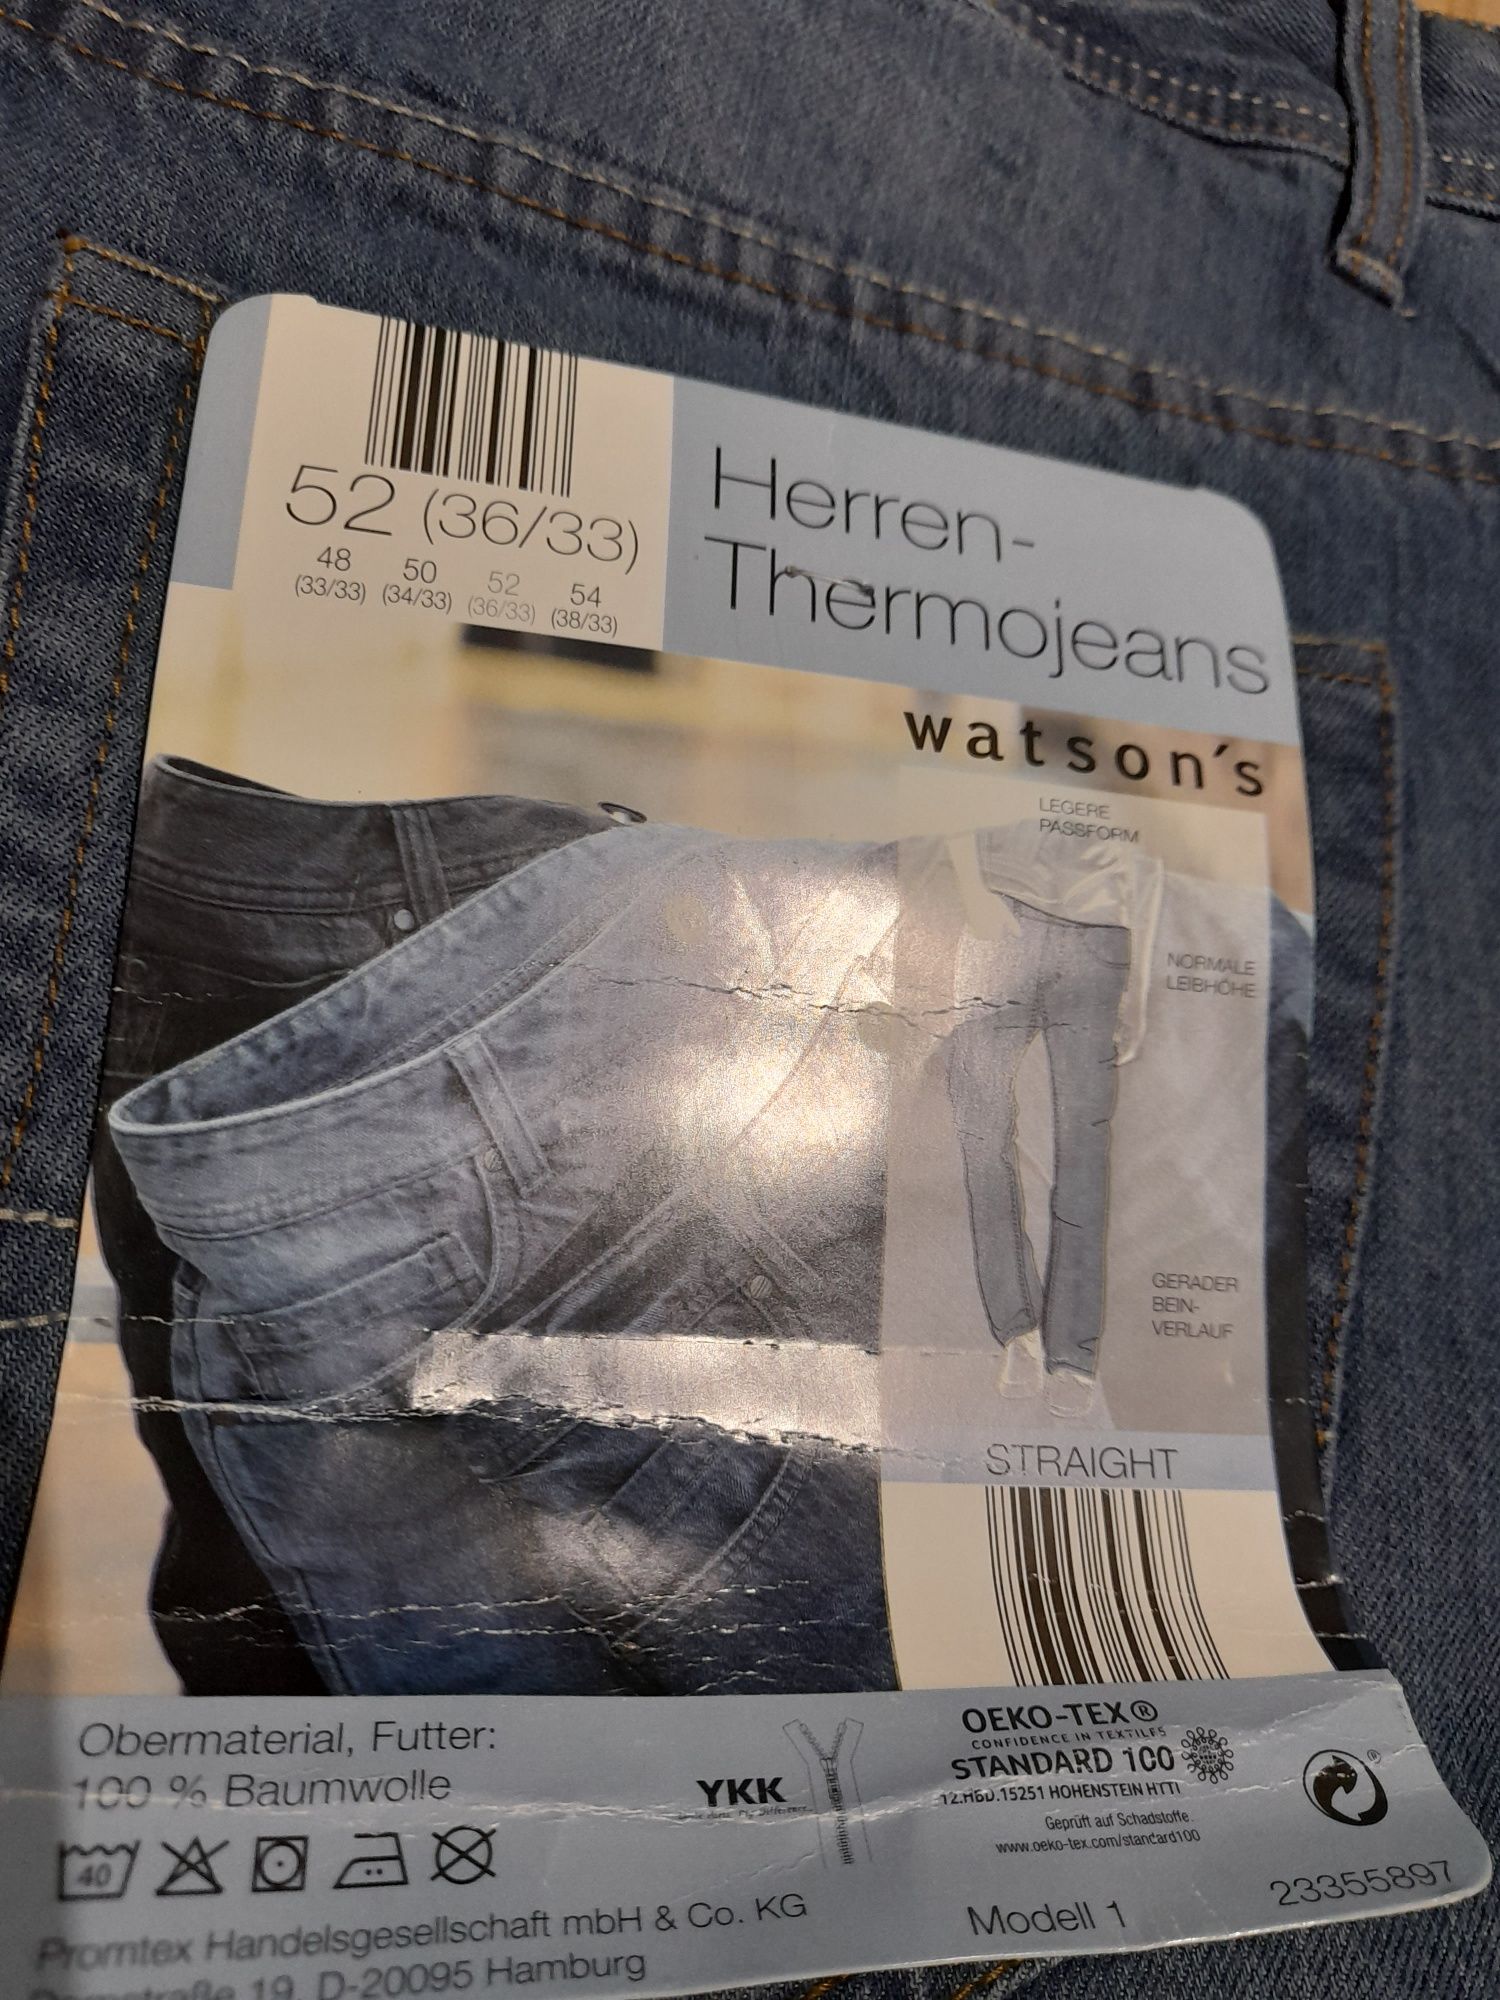 52 (36/33)
48 50 52 54
(33/33) (34/33) (36/33) (38/33)
Herren-
Thermojeans
watson's
LEGERE
PASSFORM
NORMALE
LEIBHÖHE
GERADER
BEIN-
VERLAUF
STRAIGHT
Obermaterial, Futter:
100 % Baumwolle
40
YKK
OEKO-TEX®
CONFIDENCE IN TEXTILES
STANDARD 100
12.HBD.15251 HOHENSTEIN HTTI
Geprüft auf Schadstoffe.
www.oeko-tex.com/standard100
®
Promtex Handelsgesellschaft mbH & Co. KG
19, D-20095 Hamburg
Modell 1
23355897